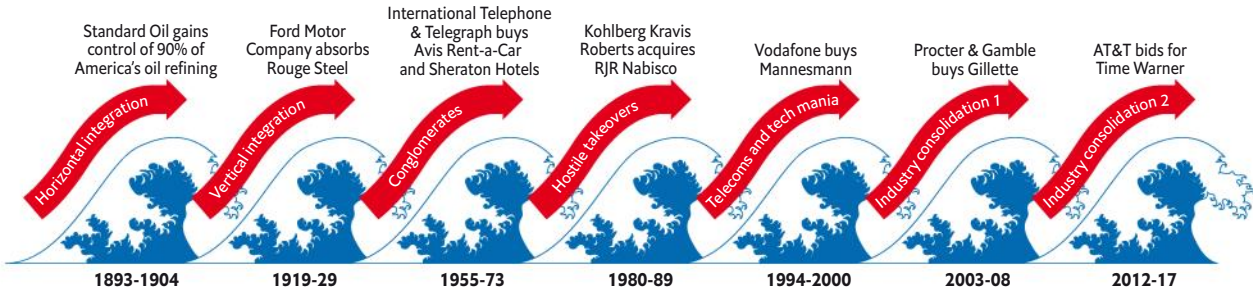 Standard Oil gains
control of 90% of
America's oil refining
Ford Motor
Company absorbs
Rouge Steel
International Telephone
& Telegraph buys
Avis Rent-a-Car
and Sheraton Hotels
Kohlberg Kravis
Roberts acquires
RJR Nabisco
Vodafone buys
Mannesmann
Procter & Gamble
buys Gillette
AT&T bids for
Time Warner
Horizontal integration
Vertical integration
Conglomerates
Hostile takeovers
Telecoms and tech mania
Industry consolidation 1
Industry consolidation 2
1893-1904
1919-29
1955-73
1980-89
1994-2000
2003-08
2012-17